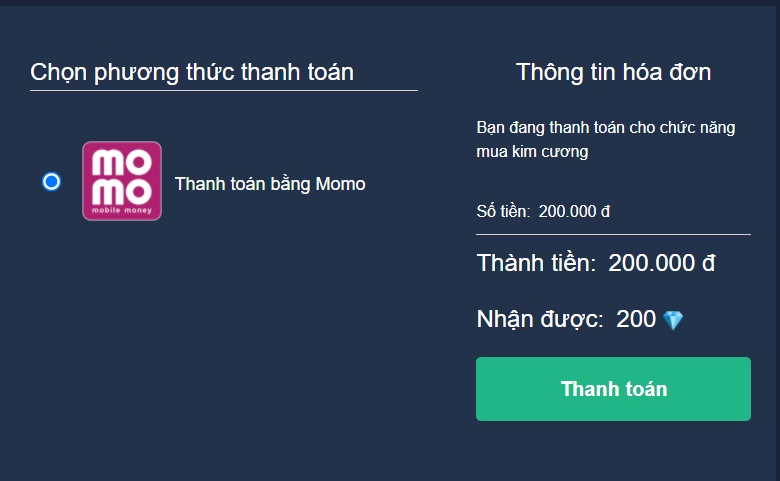 Chọn phương thức thanh toán
mo
mo
mobile money
Thanh toán bằng Momo
Thông tin hóa đơn
Bạn đang thanh toán cho chức năng
mua kim cương
Số tiền: 200.000 đ
Thành tiền: 200.000 đ
Nhận được: 200
Thanh toán